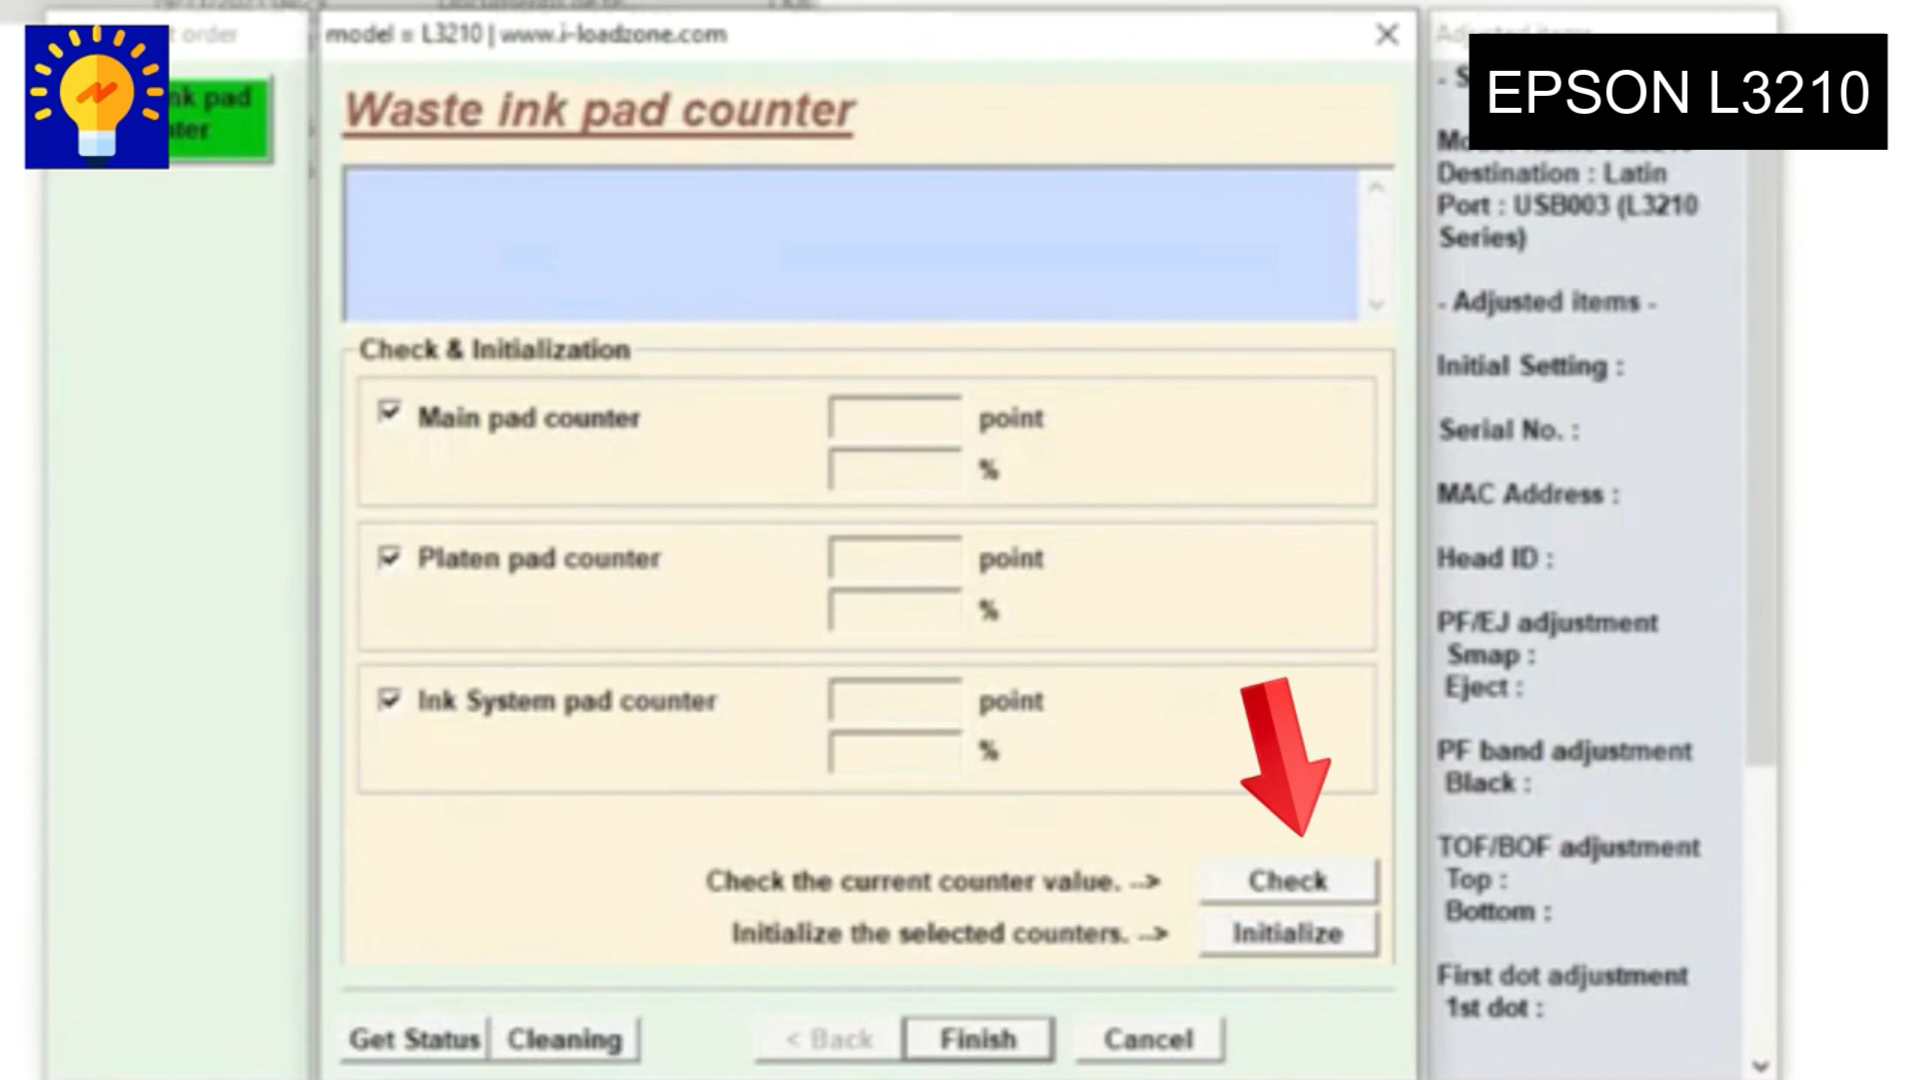 order
model = L3210 | www.i-loadzone.com
EPSON L3210
nk pad
Waste ink pad counter
Destination : Latin
Port : USB003 (L3210
Series)
- Adjusted items -
Check & Initialization
Initial Setting :
Main pad counter
point
%
Serial No. :
MAC Address :
Platen pad counter
point
%
Head ID :
PF/EJ adjustment
Smap :
Eject :
Ink System pad counter
point
%
PF band adjustment
Black :
TOF/BOF adjustment
Top :
Bottom :
Check the current counter value. -->
Check
Initialize the selected counters. -->
Initialize
First dot adjustment
1st dot :
Get Status
Cleaning
< Back
Finish
Cancel